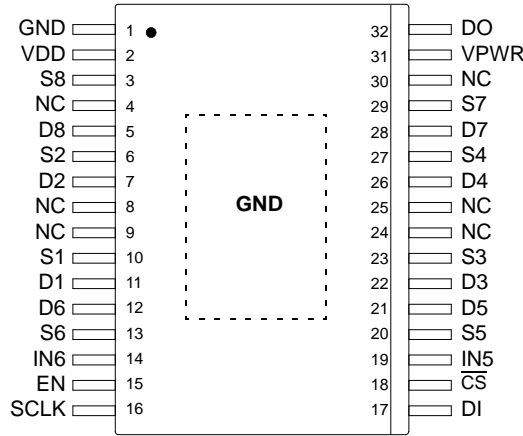 GND 1 32 DO
VDD 2 31 VPWR
S8 3 30 NC
NC 4 29 S7
D8 5 28 D7
S2 6 27 S4
D2 7 26 D4
NC 8 25 NC
GND
NC 9 24 NC
S1 10 23 S3
D1 11 22 D3
D6 12 21 D5
S6 13 20 S5
IN6 14 19 IN5
EN 15 18 C̅S̅
SCLK 16 17 DI